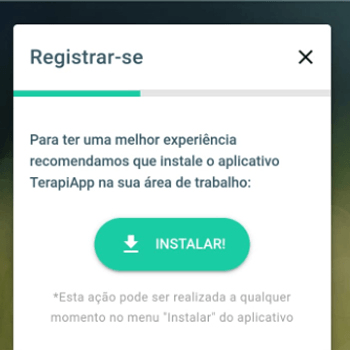 Registrar-se
Para ter uma melhor experiência
recomendamos que instale o aplicativo
TerapiApp na sua área de trabalho:
INSTALAR!
*Esta ação pode ser realizada a qualquer
momento no menu "Instalar" do aplicativo